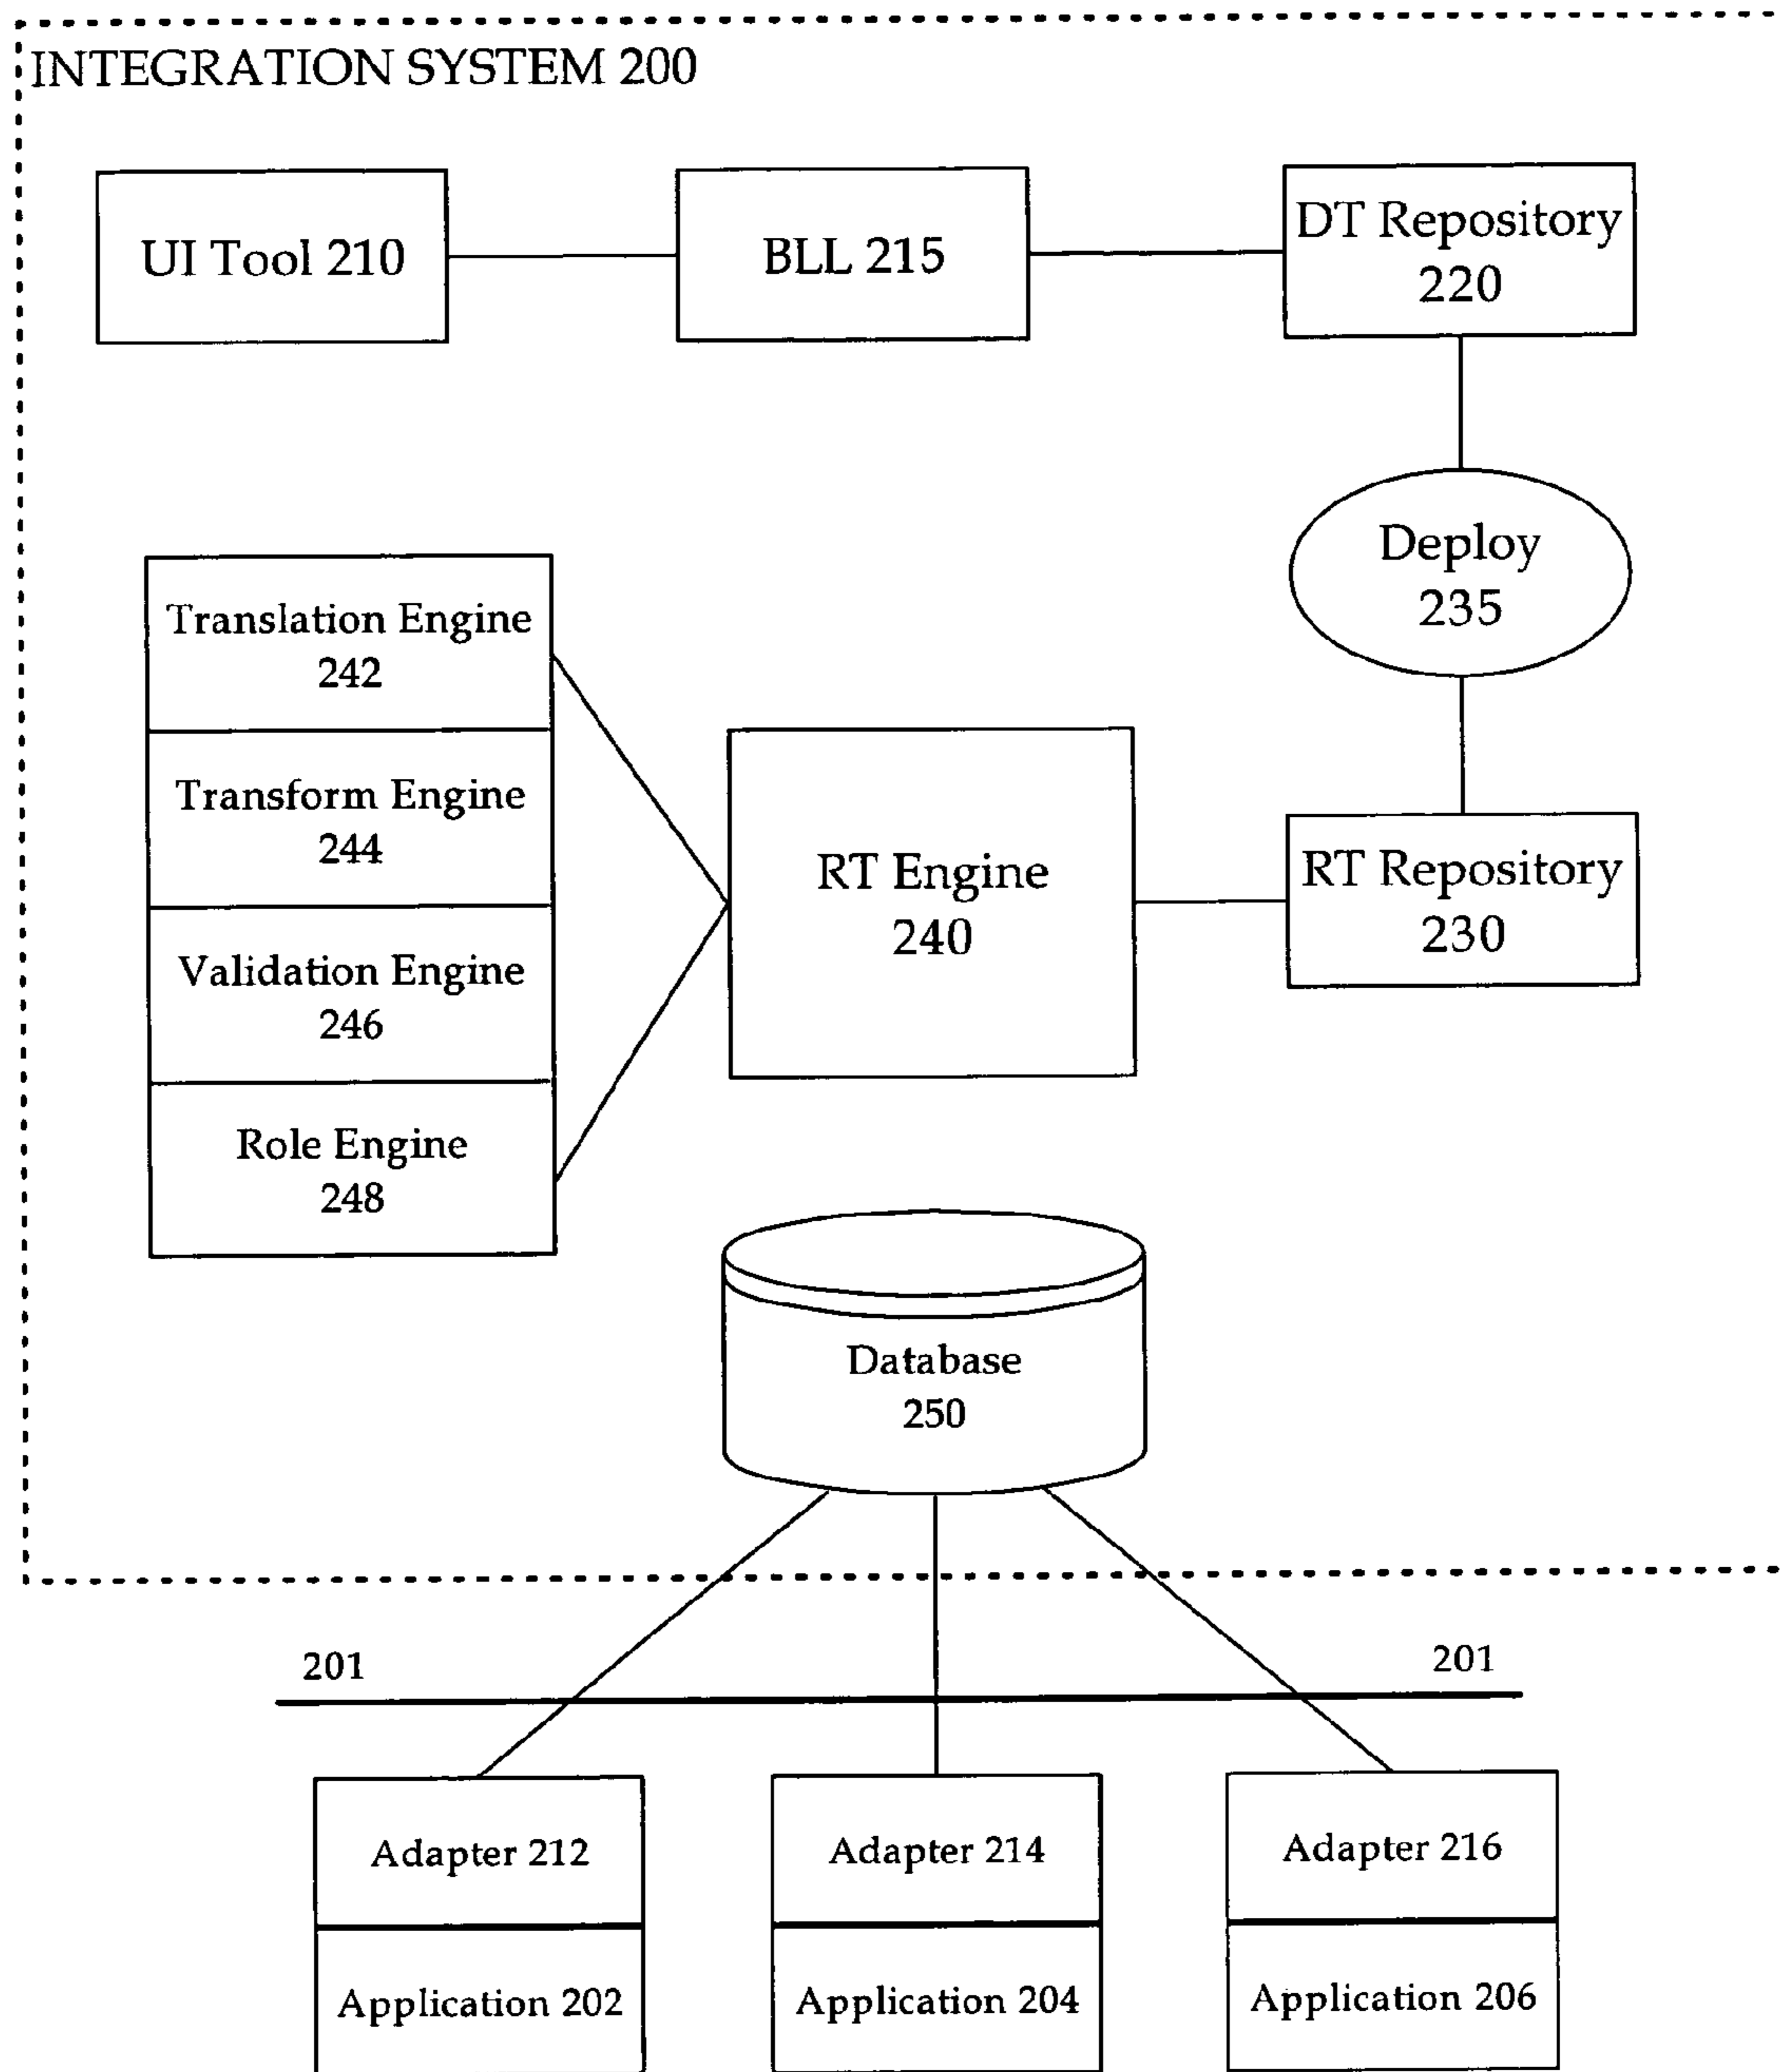 INTEGRATION SYSTEM 200
UI Tool 210
BLL 215
DT Repository
220
Deploy
235
Translation Engine
242
Transform Engine
244
Validation Engine
246
Role Engine
248
RT Engine
240
RT Repository
230
Database
250
201
201
Adapter 212
Adapter 214
Adapter 216
Application 202
Application 204
Application 206